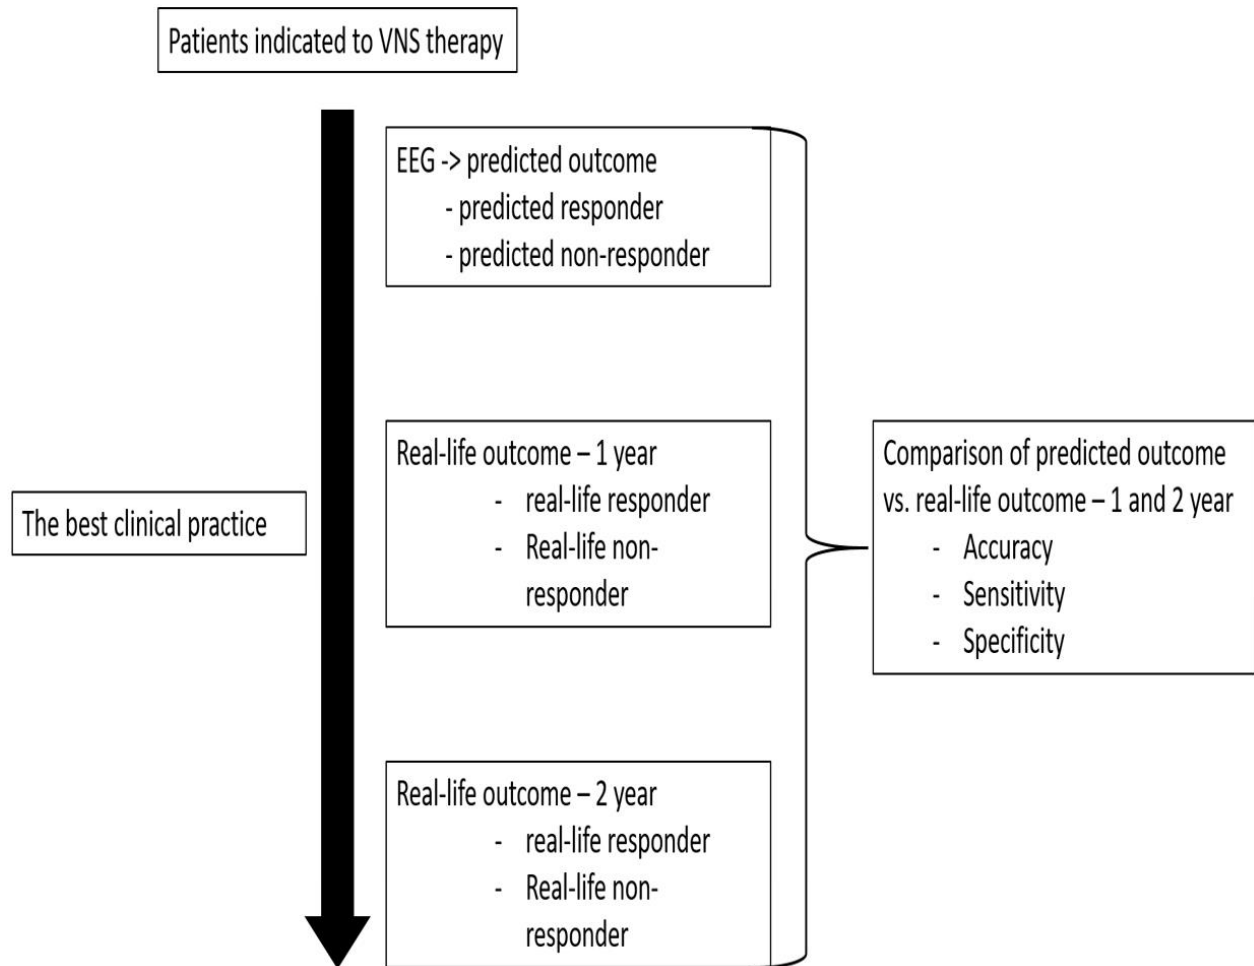 Patients indicated to VNS therapy
EEG -> predicted outcome
- predicted responder
- predicted non-responder
Real-life outcome – 1 year
- real-life responder
- Real-life non-
responder
The best clinical practice
Comparison of predicted outcome
vs. real-life outcome – 1 and 2 year
- Accuracy
- Sensitivity
- Specificity
Real-life outcome – 2 year
- real-life responder
- Real-life non-
responder